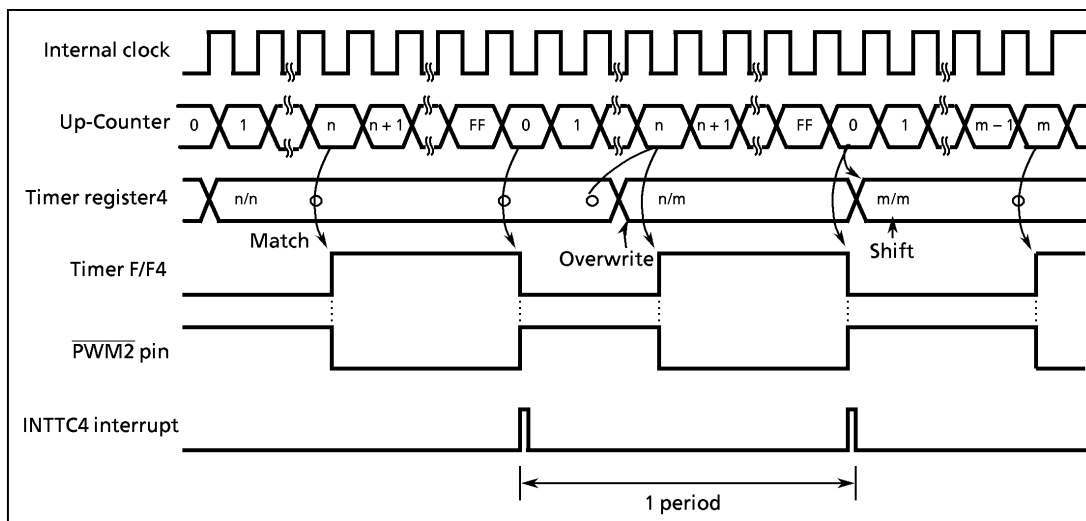 Internal clock
Up-Counter 0 1 n n + 1 FF 0 1 n n + 1 FF 0 1 m − 1 m
Timer register4 n/n n/m m/m
Match Overwrite Shift
Timer F/F4
PWM2 pin
INTTC4 interrupt
1 period